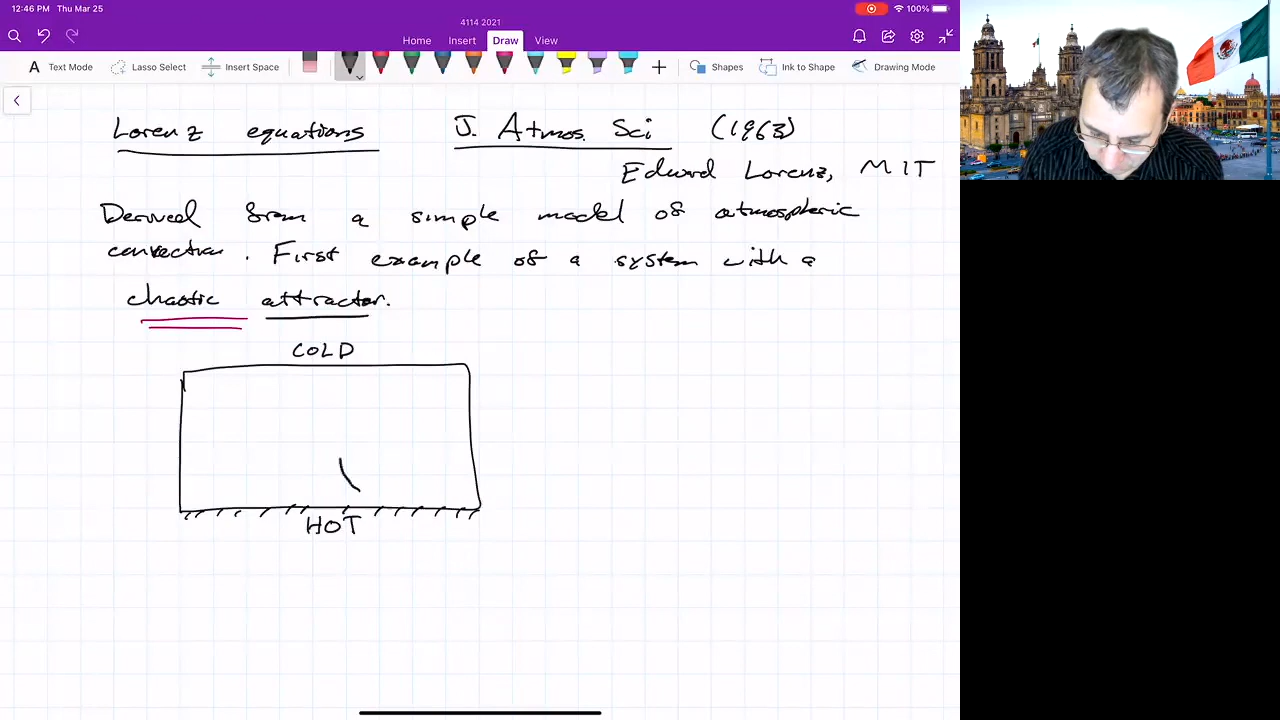 12:46 PM Thu Mar 25
100%
4114 2021
Home Insert Draw View
A Text Mode Lasso Select Insert Space + Shapes Ink to Shape Drawing Mode
Lorenz equations J. Atmos. Sci (1963)
Edward Lorenz, MIT
Derived from a simple model of atmospheric
convection. First example of a system with a
chaotic attractor.
COLD
HOT